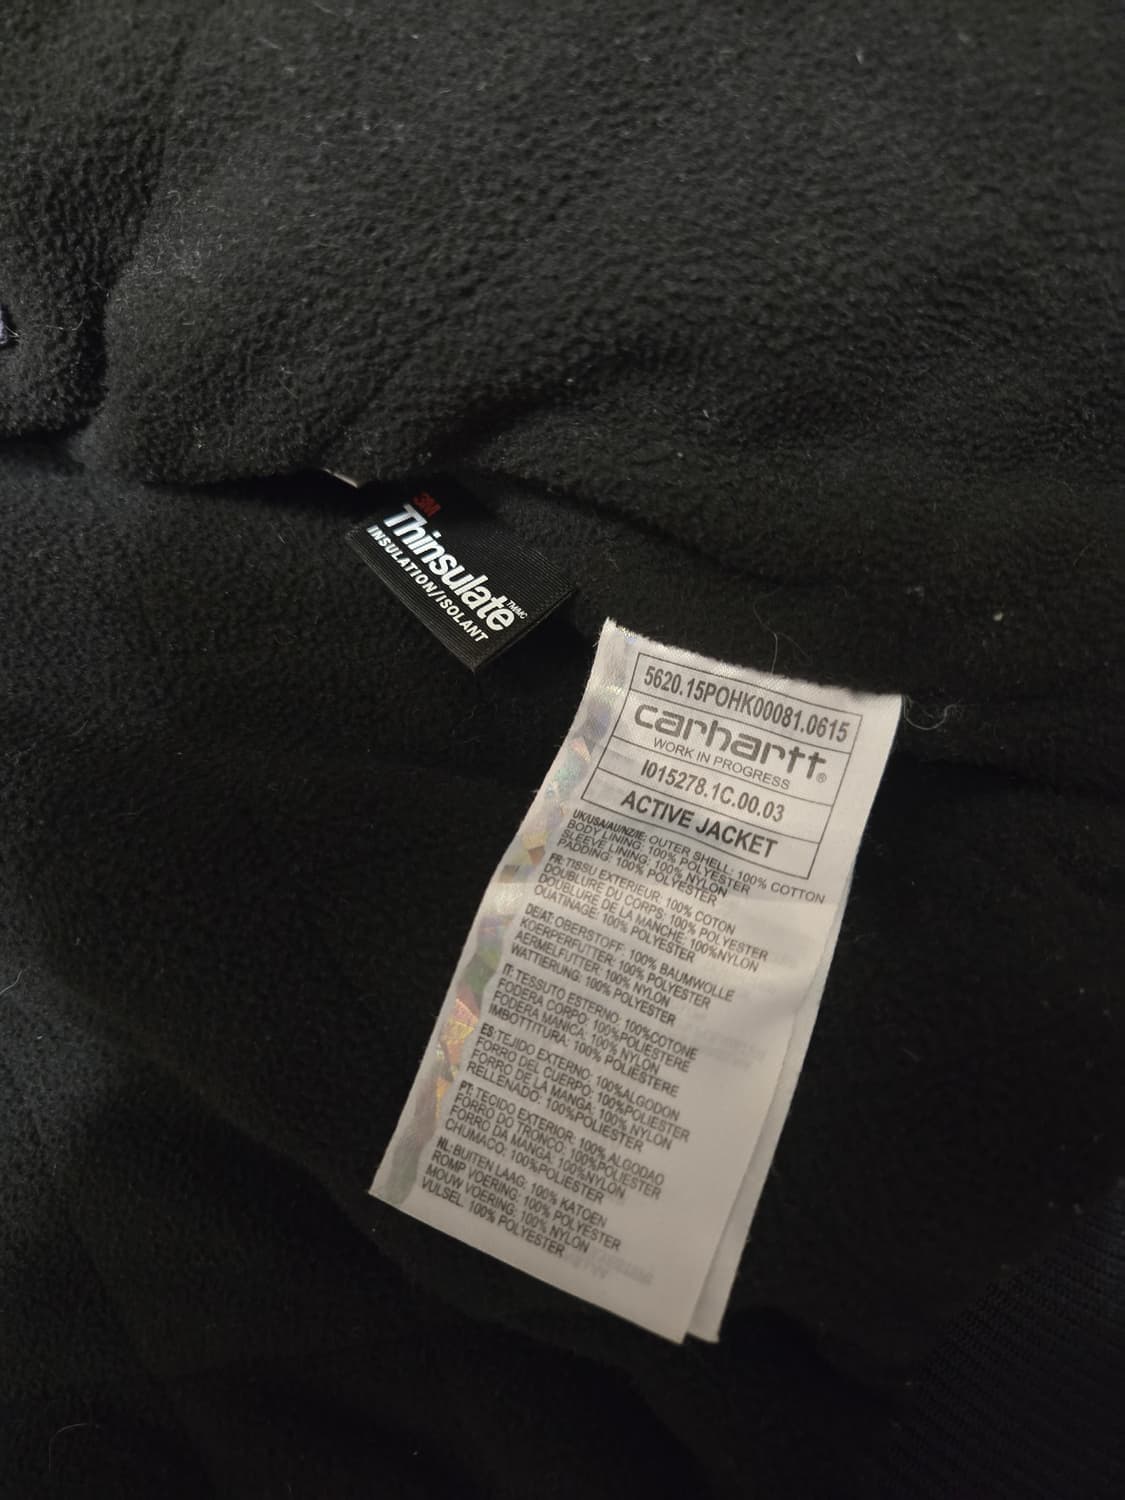 3M
Thinsulate™MC
INSULATION/ISOLANT
5620.15POHK00081.0615
carhartt®
WORK IN PROGRESS
I015278.1C.00.03
ACTIVE JACKET
UK/USA/AU/NZ/IE: OUTER SHELL: 100% COTTON
BODY LINING: 100% POLYESTER
SLEEVE LINING: 100% NYLON
PADDING: 100% POLYESTER
FR: TISSU EXTERIEUR: 100% COTON
DOUBLURE DU CORPS: 100% POLYESTER
DOUBLURE DE LA MANCHE: 100%NYLON
OUATINAGE: 100% POLYESTER
DE/AT: OBERSTOFF: 100% BAUMWOLLE
KOERPERFUTTER: 100% POLYESTER
AERMELFUTTER: 100% NYLON
WATTIERUNG: 100% POLYESTER
IT: TESSUTO ESTERNO: 100%COTONE
FODERA CORPO: 100%POLIESTERE
FODERA MANICA: 100% NYLON
IMBOTTITURA: 100% POLIESTERE
ES: TEJIDO EXTERNO: 100%ALGODON
FORRO DEL CUERPO: 100%POLIESTER
FORRO DE LA MANGA: 100% NYLON
RELLENADO: 100%POLIESTER
PT: TECIDO EXTERIOR: 100% ALGODAO
FORRO DO TRONCO: 100%POLIESTER
FORRO DA MANGA: 100%NYLON
CHUMACO: 100%POLIESTER
NL: BUITEN LAAG: 100% KATOEN
ROMP VOERING: 100% POLYESTER
MOUW VOERING: 100% NYLON
VULSEL: 100% POLYESTER